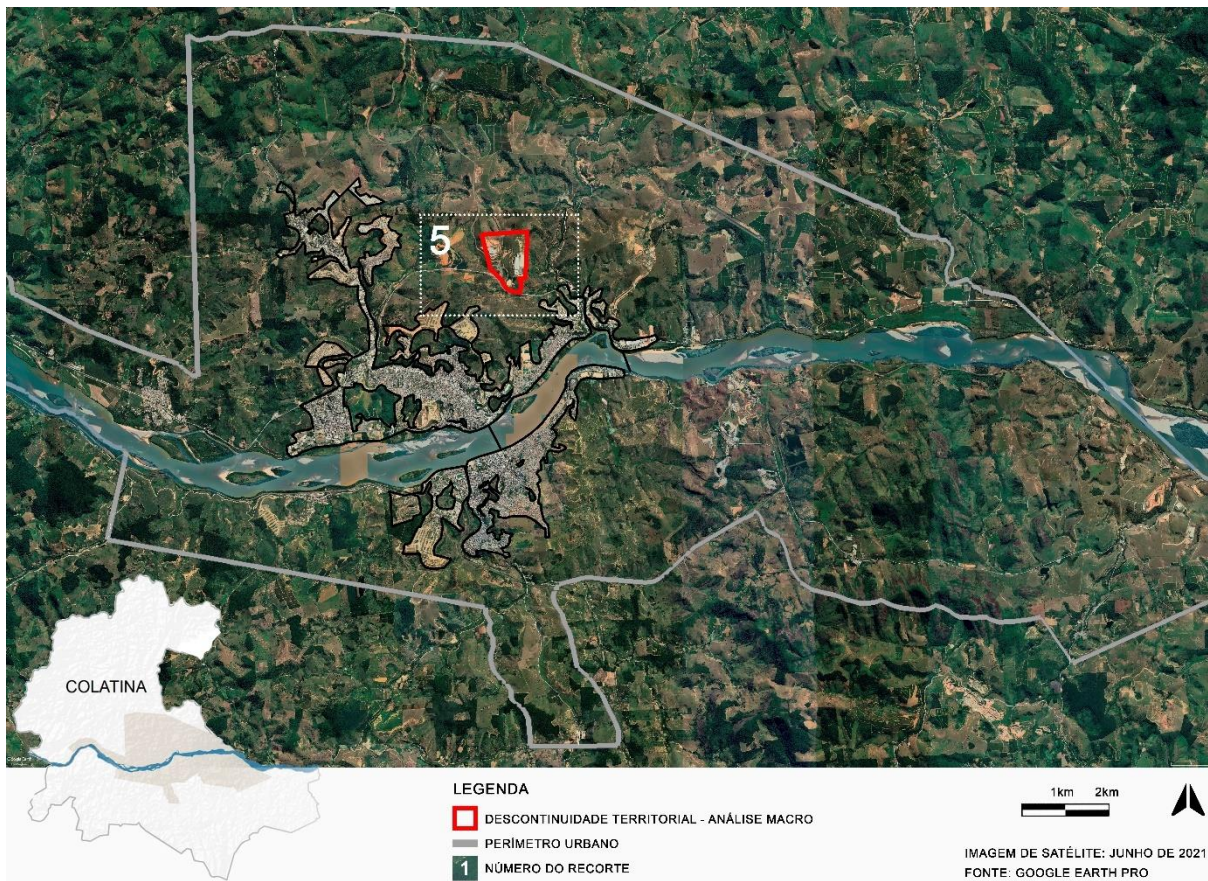 5
COLATINA
LEGENDA
DESCONTINUIDADE TERRITORIAL - ANÁLISE MACRO
PERÍMETRO URBANO
1 NÚMERO DO RECORTE
1km 2km
IMAGEM DE SATÉLITE: JUNHO DE 2021
FONTE: GOOGLE EARTH PRO